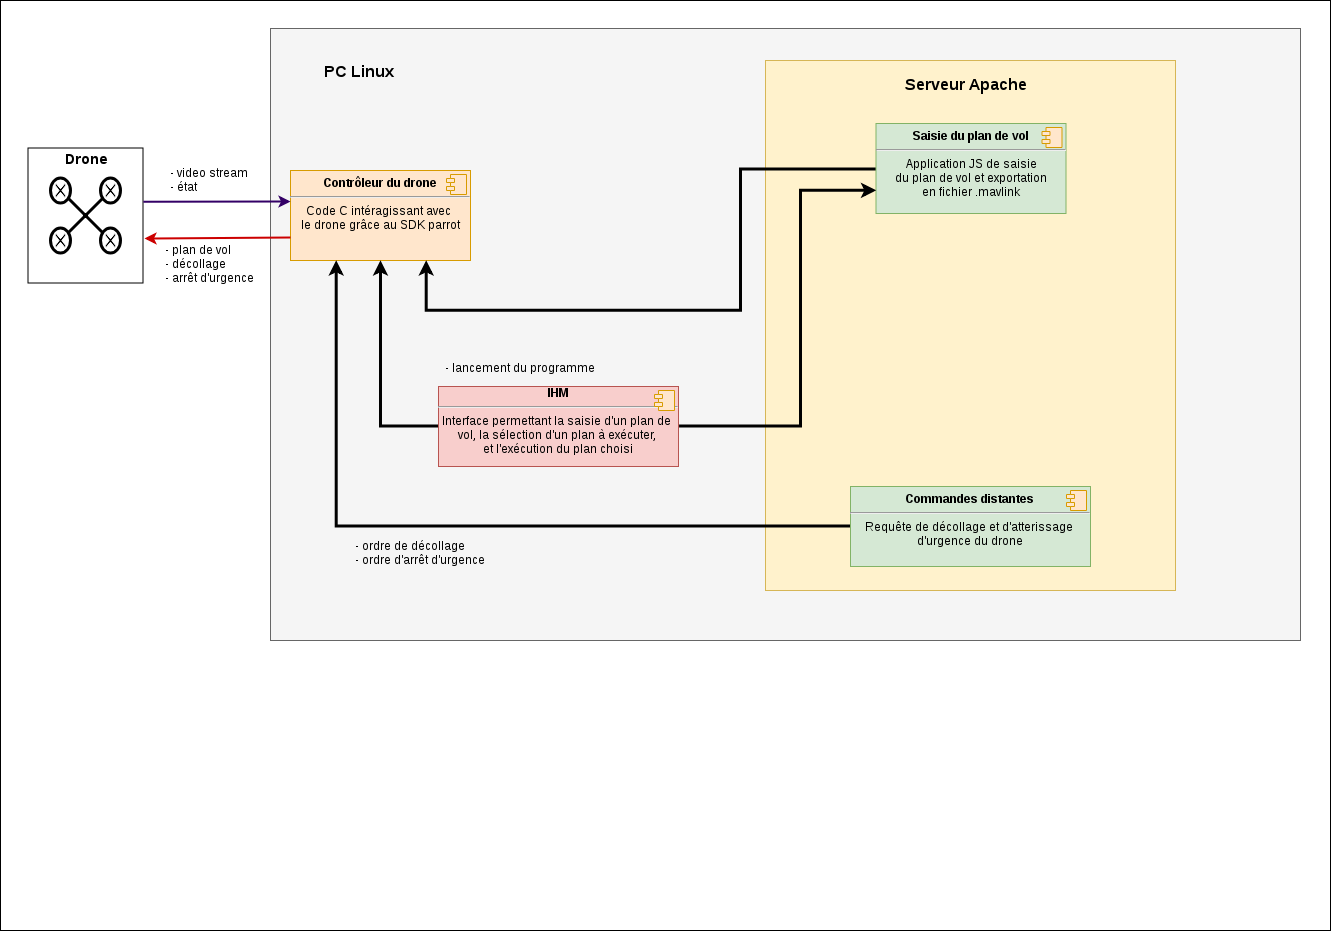 PC Linux
Serveur Apache
Drone
- video stream
- état
- plan de vol
- décollage
- arrêt d'urgence
Contrôleur du drone
Code C intéragissant avec
le drone grâce au SDK parrot
Saisie du plan de vol
Application JS de saisie
du plan de vol et exportation
en fichier .mavlink
- lancement du programme
IHM
Interface permettant la saisie d'un plan de
vol, la sélection d'un plan à exécuter,
et l'exécution du plan choisi
Commandes distantes
Requête de décollage et d'atterissage
d'urgence du drone
- ordre de décollage
- ordre d'arrêt d'urgence